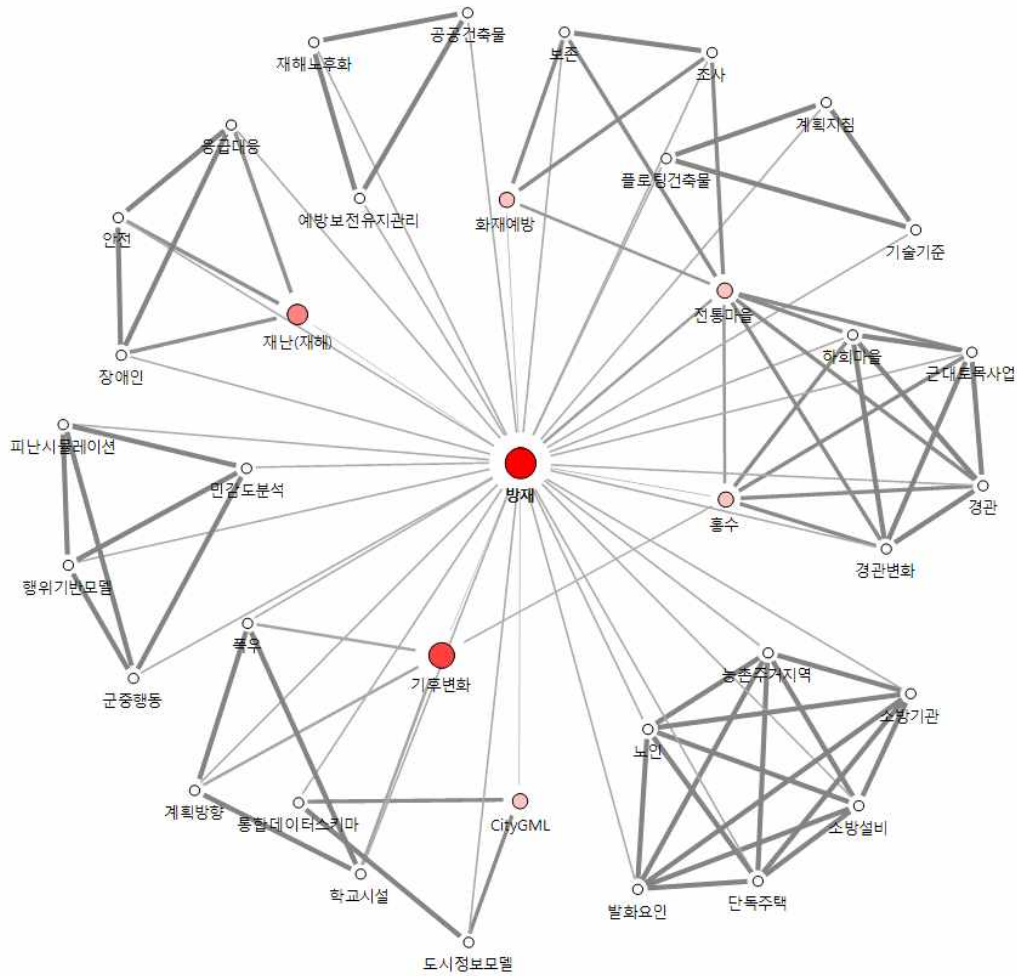 공공건축물
재해노후화
보존
조사
계획지침
응급대응
플로팅건축물
예방보전유지관리
화재예방
안전
기술기준
전통마을
재난(재해)
하회마을
장애인
근대토목사업
피난시뮬레이션
민감도분석
방재
경관
홍수
경관변화
행위기반모델
폭우
기후변화
농촌주거지역
군중행동
소방기관
노인
계획방향
통합데이터스키마
CityGML
소방설비
학교시설
발화요인
단독주택
도시정보모델